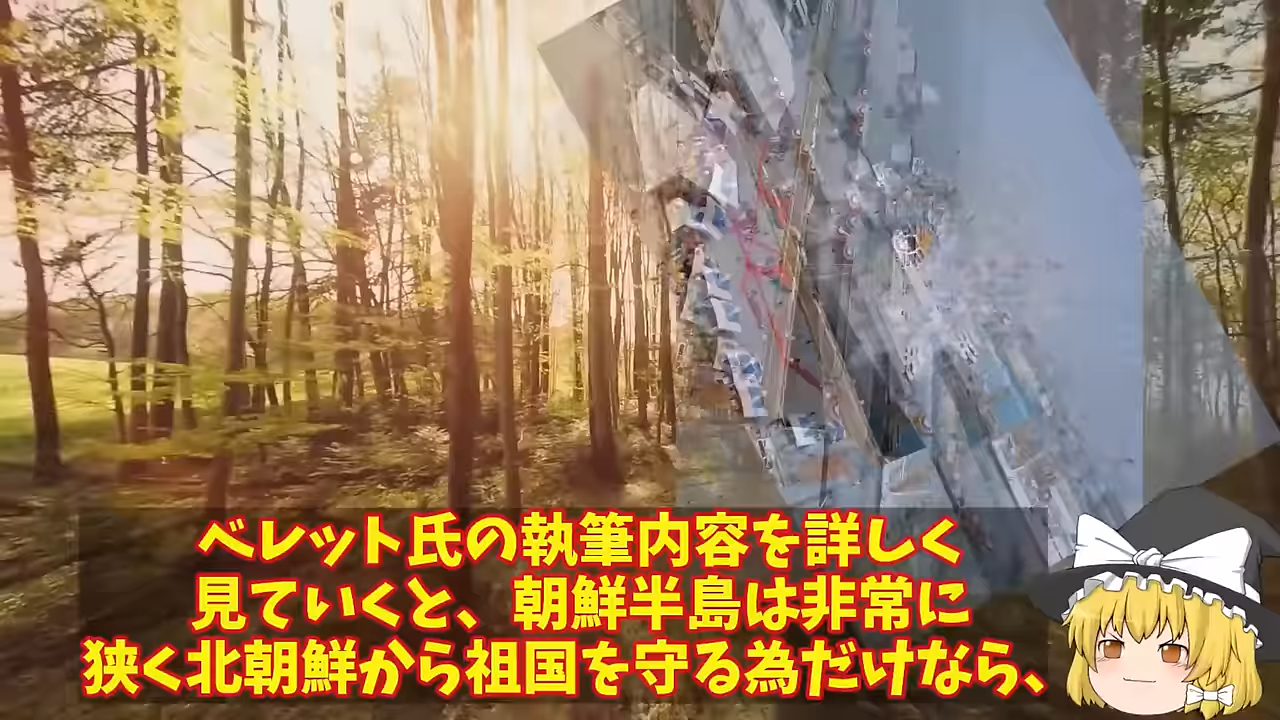 ベレット氏の執筆内容を詳しく
見ていくと、朝鮮半島は非常に
狭く北朝鮮から祖国を守る為だけなら、